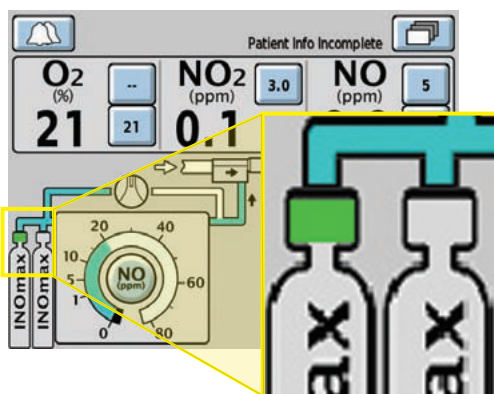 Patient Info Incomplete
O2 -- NO2 3.0 NO 5
(%) (ppm) (ppm)
21 21 0.1
20 40
10
5 NO 60
1 (ppm)
0 80
INOmax INOmax
ax ax